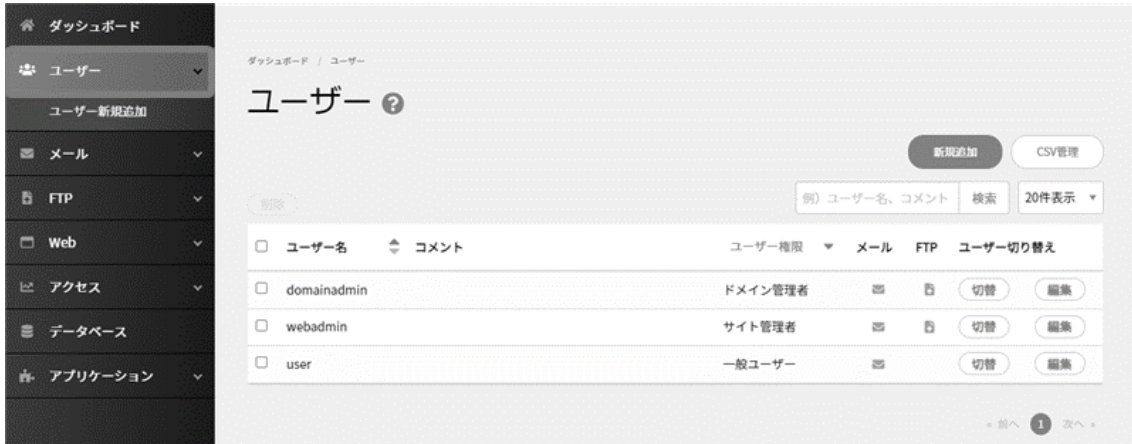 ダッシュボード
ユーザー
ユーザー新規追加
メール
FTP
Web
アクセス
データベース
アプリケーション
ダッシュボード / ユーザー
ユーザー ?
新規追加 CSV管理
削除 例）ユーザー名、コメント 検索 20件表示
ユーザー名 コメント ユーザー権限 メール FTP ユーザー切り替え
domainadmin ドメイン管理者 切替 編集
webadmin サイト管理者 切替 編集
user 一般ユーザー 切替 編集
« 前へ 1 次へ »